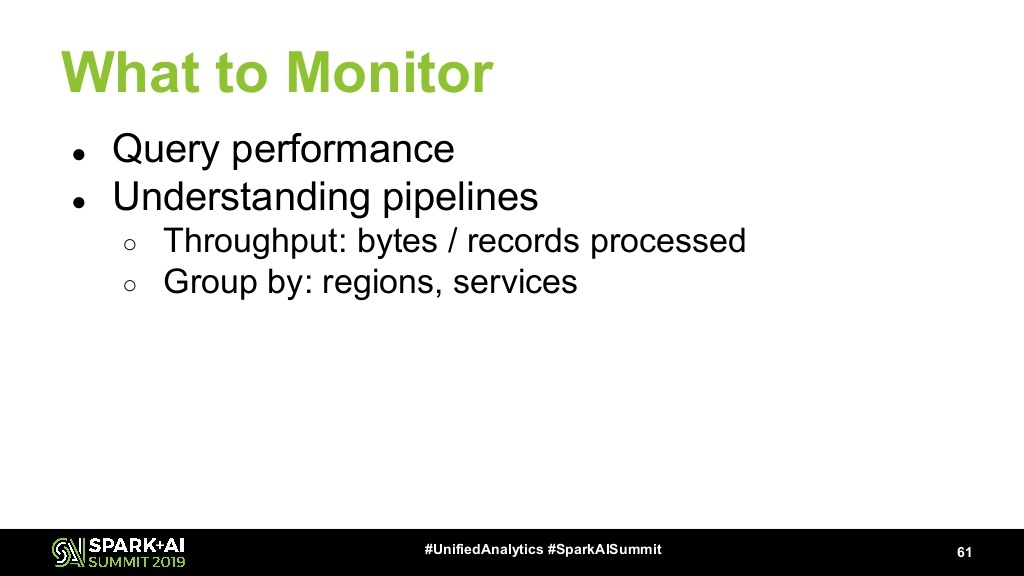 What to Monitor
● Query performance
● Understanding pipelines
○ Throughput: bytes / records processed
○ Group by: regions, services
SPARK+AI
SUMMIT 2019
#UnifiedAnalytics #SparkAISummit
61